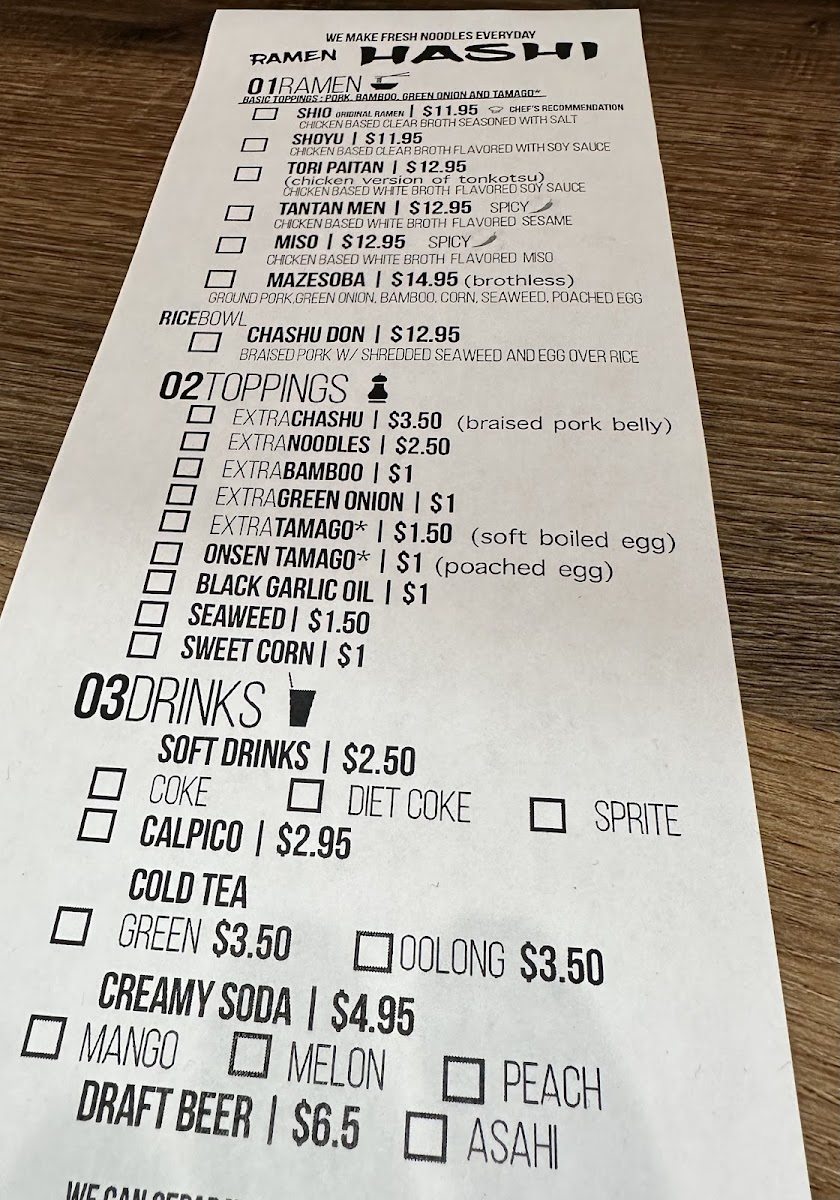 WE MAKE FRESH NOODLES EVERYDAY
RAMEN HASHI
01RAMEN
BASIC TOPPINGS : PORK, BAMBOO, GREEN ONION AND TAMAGO*
SHIO ORIGINAL RAMEN | $11.95 CHEF'S RECOMMENDATION
CHICKEN BASED CLEAR BROTH SEASONED WITH SALT
SHOYU | $11.95
CHICKEN BASED CLEAR BROTH FLAVORED WITH SOY SAUCE
TORI PAITAN | $12.95
(chicken version of tonkotsu)
CHICKEN BASED WHITE BROTH FLAVORED SOY SAUCE
TANTAN MEN | $12.95 SPICY
CHICKEN BASED WHITE BROTH FLAVORED SESAME
MISO | $12.95 SPICY
CHICKEN BASED WHITE BROTH FLAVORED MISO
MAZESOBA | $14.95 (brothless)
GROUND PORK,GREEN ONION, BAMBOO, CORN, SEAWEED, POACHED EGG
RICEBOWL
CHASHU DON | $12.95
BRAISED PORK W/ SHREDDED SEAWEED AND EGG OVER RICE
02TOPPINGS
EXTRACHASHU | $3.50 (braised pork belly)
EXTRANOODLES | $2.50
EXTRABAMBOO | $1
EXTRAGREEN ONION | $1
EXTRATAMAGO* | $1.50 (soft boiled egg)
ONSEN TAMAGO* | $1 (poached egg)
BLACK GARLIC OIL | $1
SEAWEED | $1.50
SWEET CORN | $1
03DRINKS
SOFT DRINKS | $2.50
COKE DIET COKE SPRITE
CALPICO | $2.95
COLD TEA
GREEN $3.50 OOLONG $3.50
CREAMY SODA | $4.95
MANGO MELON PEACH
DRAFT BEER | $6.5 ASAHI
WE CAN